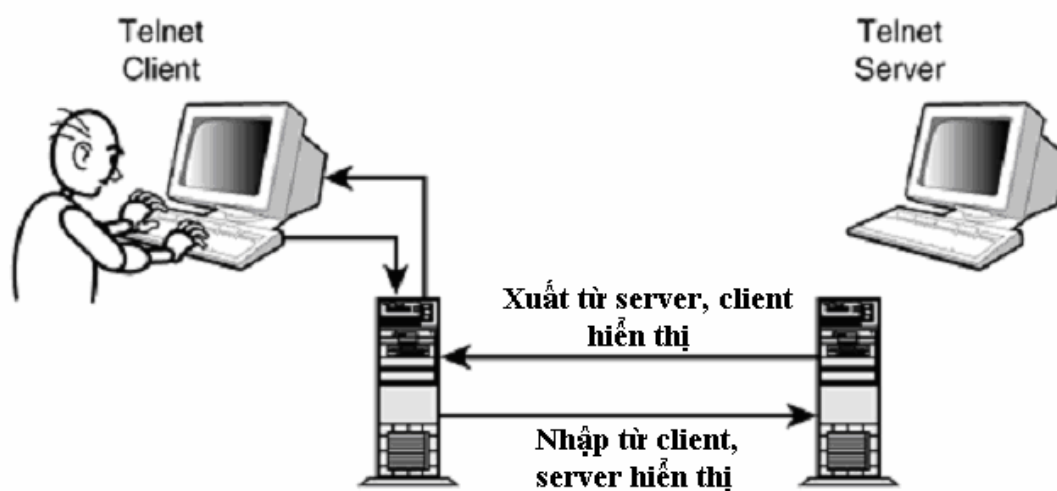 Telnet
Client
Telnet
Server
Xuất từ server, client
hiển thị
Nhập từ client,
server hiển thị